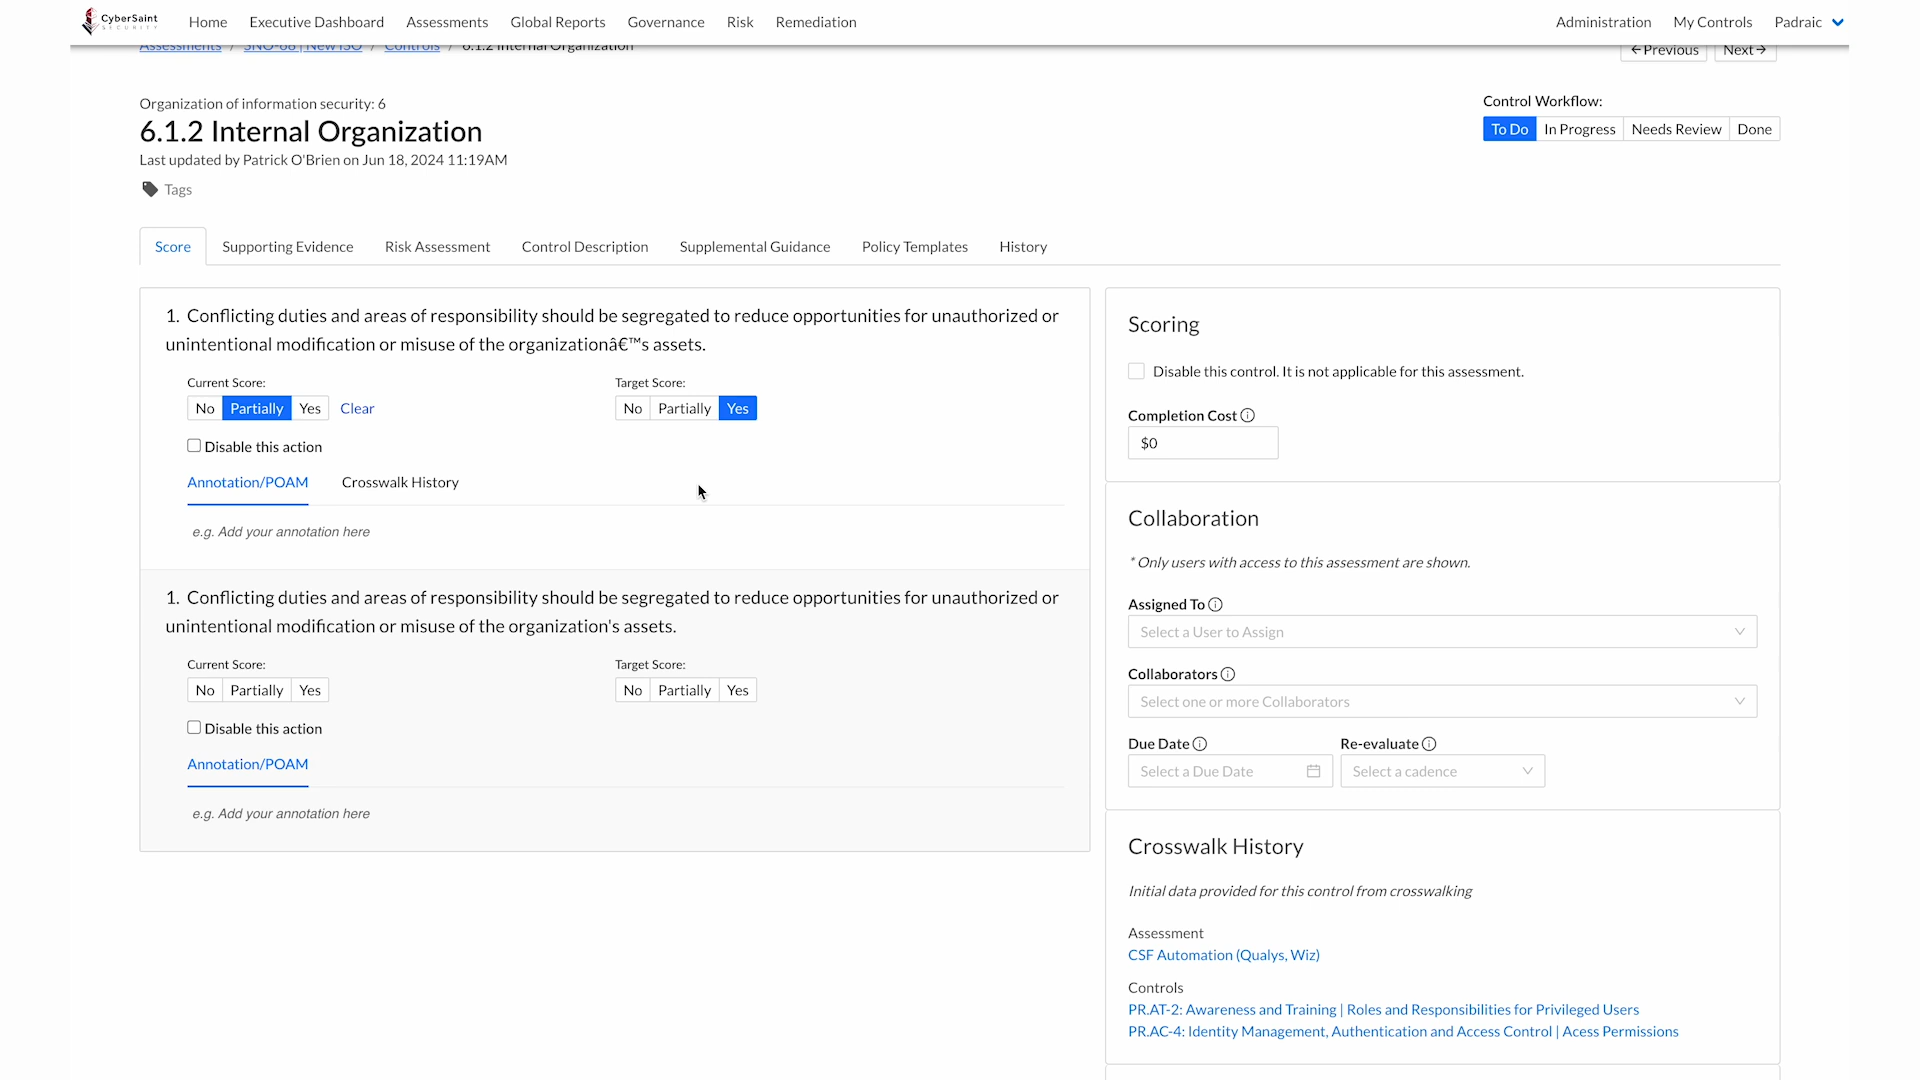 CyberSaint
SECURITY
Home Executive Dashboard Assessments Global Reports Governance Risk Remediation Administration My Controls Padraic
Assessments / SNO-68 | New ISO / Controls / 6.1.2 Internal Organization
←Previous Next→
Organization of information security: 6
6.1.2 Internal Organization
Last updated by Patrick O'Brien on Jun 18, 2024 11:19AM
Tags
Control Workflow:
To Do In Progress Needs Review Done
Score Supporting Evidence Risk Assessment Control Description Supplemental Guidance Policy Templates History
1. Conflicting duties and areas of responsibility should be segregated to reduce opportunities for unauthorized or
unintentional modification or misuse of the organizationâ€™s assets.
Current Score: Target Score:
No Partially Yes Clear No Partially Yes
Disable this action
Annotation/POAM Crosswalk History
e.g. Add your annotation here
1. Conflicting duties and areas of responsibility should be segregated to reduce opportunities for unauthorized or
unintentional modification or misuse of the organization's assets.
Current Score: Target Score:
No Partially Yes No Partially Yes
Disable this action
Annotation/POAM
e.g. Add your annotation here
Scoring
Disable this control. It is not applicable for this assessment.
Completion Cost
$0
Collaboration
* Only users with access to this assessment are shown.
Assigned To
Select a User to Assign
Collaborators
Select one or more Collaborators
Due Date Re-evaluate
Select a Due Date Select a cadence
Crosswalk History
Initial data provided for this control from crosswalking
Assessment
CSF Automation (Qualys, Wiz)
Controls
PR.AT-2: Awareness and Training | Roles and Responsibilities for Privileged Users
PR.AC-4: Identity Management, Authentication and Access Control | Acess Permissions